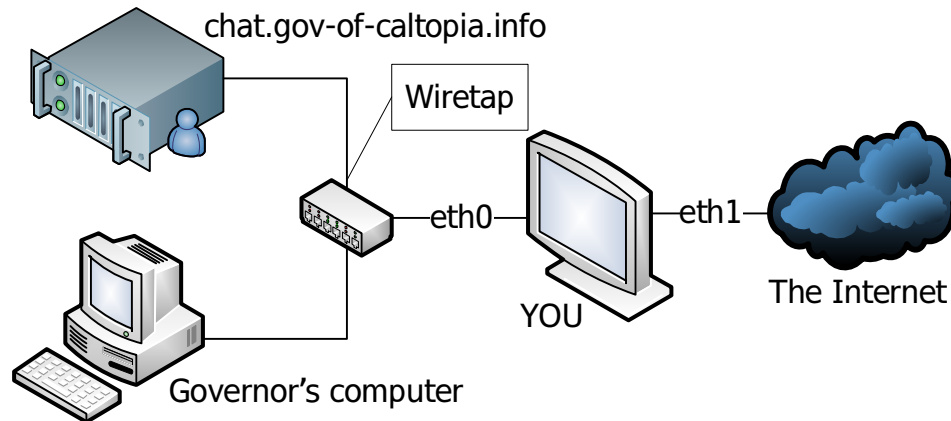 chat.gov-of-caltopia.info
Wiretap
eth0
eth1
YOU
The Internet
Governor's computer